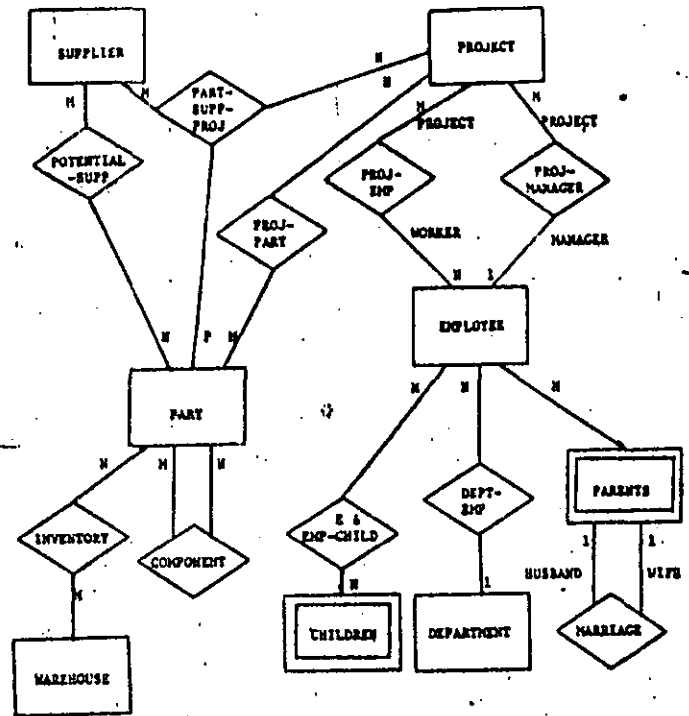 1
SUPPLIER
PROJECT
M
M
PART-
SUPP-
PROJ
N
N
M
PROJECT
M
PROJECT
POTENTIAL
-SUPP
PROJ-
EMP
PROJ-
MANAGER
PROJ-
PART
WORKER
MANAGER
N
1
N
P
M
EMPLOYEE
PART
N
M
N
M
N
N
INVENTORY
COMPONENT
E &
EMP-CHILD
DEPT-
EMP
PARENTS
M
N
1
1
1
HUSBAND
WIFE
WAREHOUSE
CHILDREN
DEPARTMENT
MARRIAGE